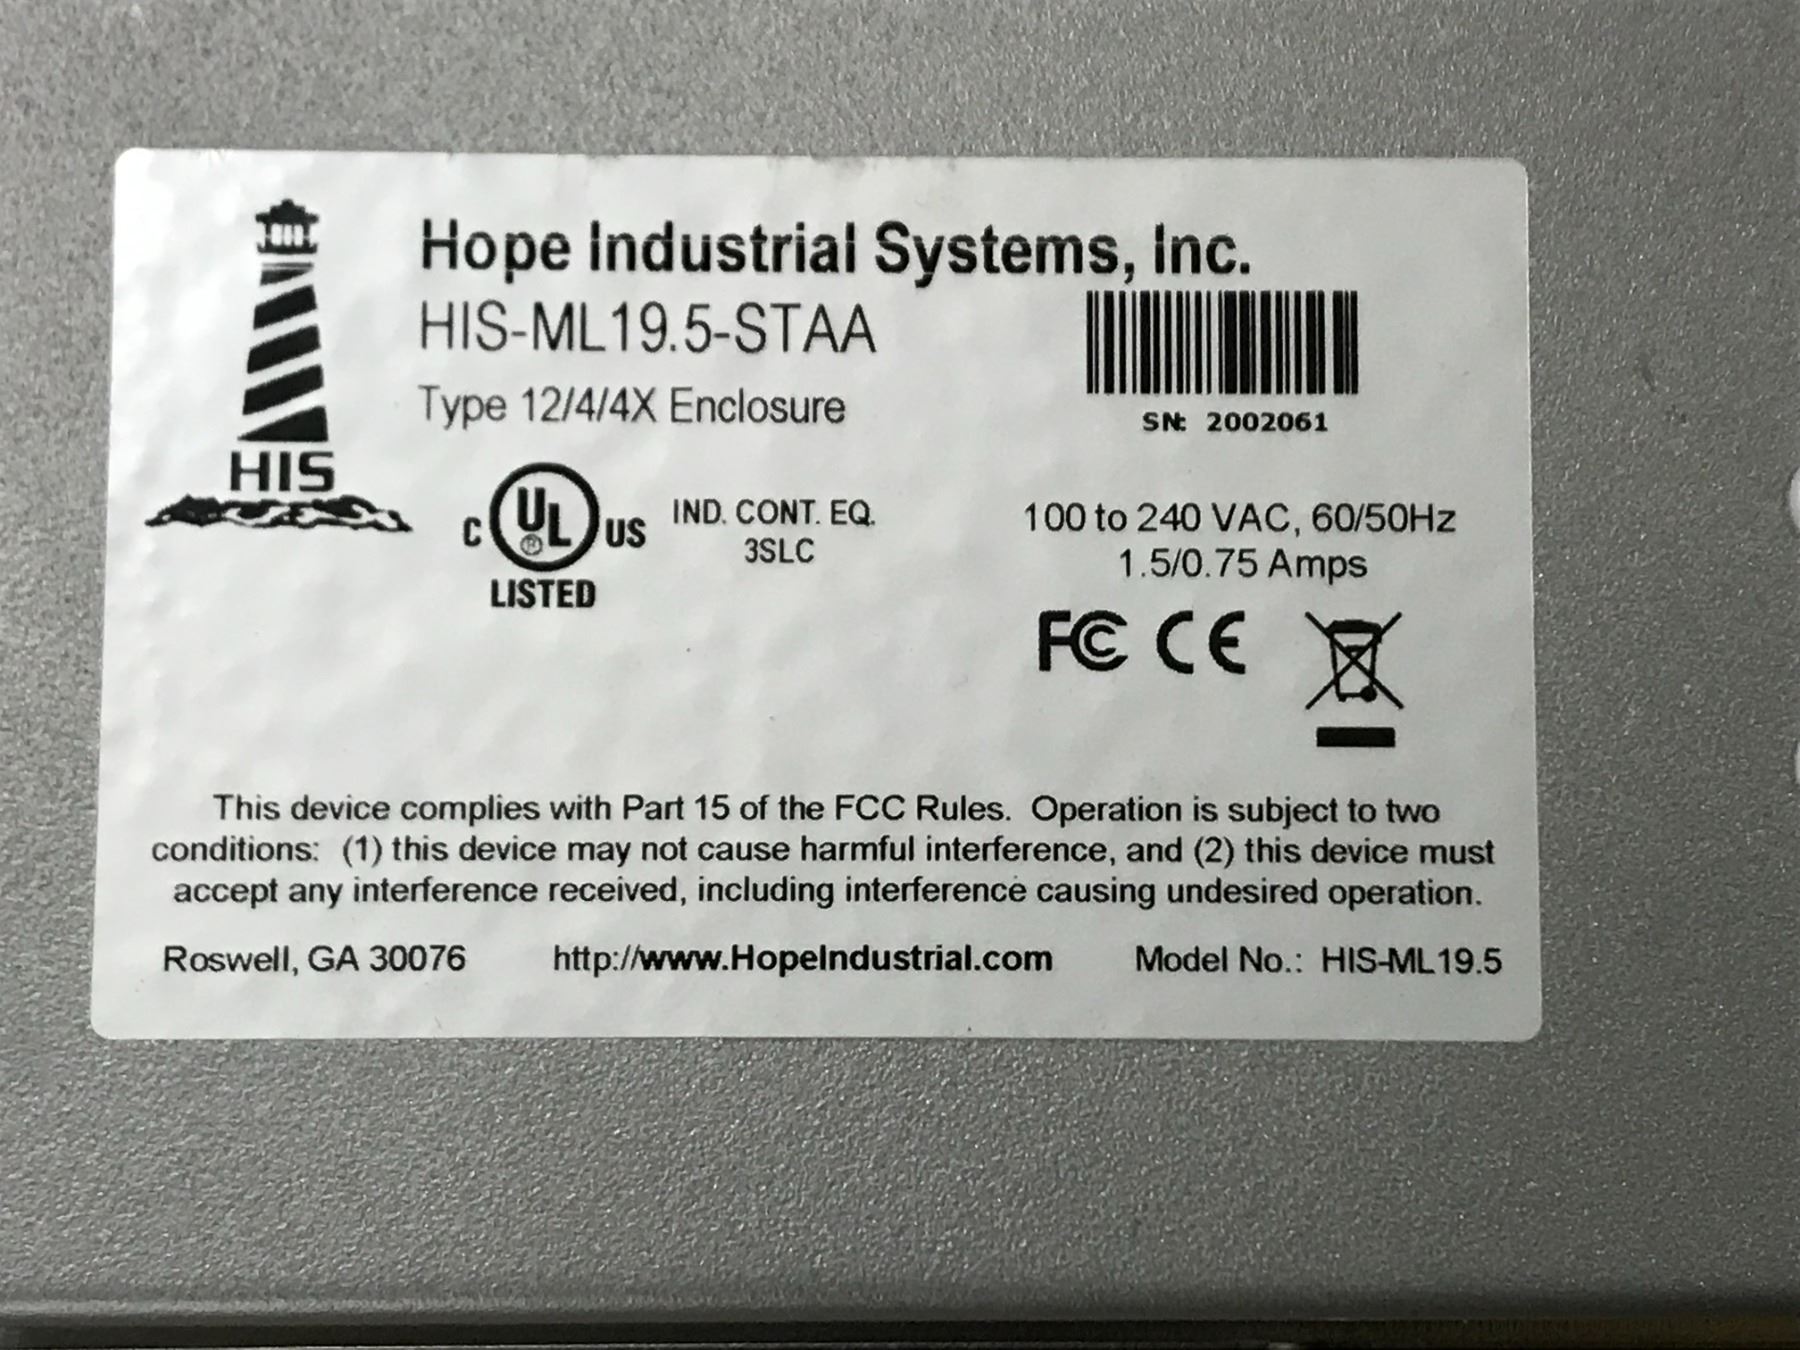 Hope Industrial Systems, Inc.
HIS-ML19.5-STAA
Type 12/4/4X Enclosure
SN: 2002061
HIS
C UL ® US
LISTED
IND. CONT. EQ.
3SLC
100 to 240 VAC, 60/50Hz
1.5/0.75 Amps
FC CE
This device complies with Part 15 of the FCC Rules. Operation is subject to two
conditions: (1) this device may not cause harmful interference, and (2) this device must
accept any interference received, including interference causing undesired operation.
Roswell, GA 30076 http://www.HopeIndustrial.com Model No.: HIS-ML19.5